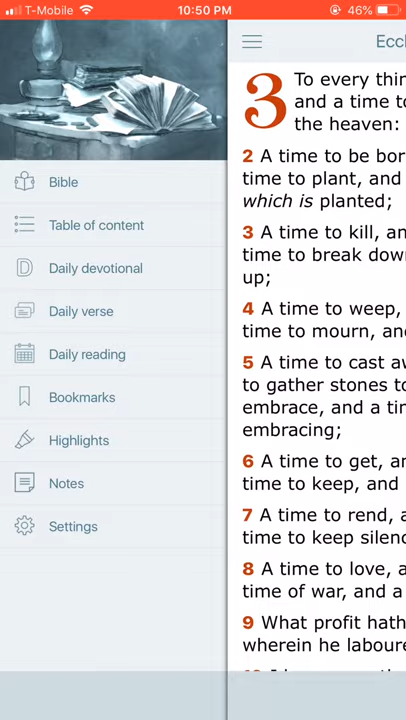 T-Mobile 10:50 PM 46%
Bible
Table of content
Daily devotional
Daily verse
Daily reading
Bookmarks
Highlights
Notes
Settings
Eccl
3 To every thin
and a time to
the heaven:
2 A time to be bor
time to plant, and
which is planted;
3 A time to kill, an
time to break down
up;
4 A time to weep,
time to mourn, and
5 A time to cast aw
to gather stones to
embrace, and a tim
embracing;
6 A time to get, an
time to keep, and
7 A time to rend, a
time to keep silenc
8 A time to love, a
time of war, and a
9 What profit hath
wherein he laboure